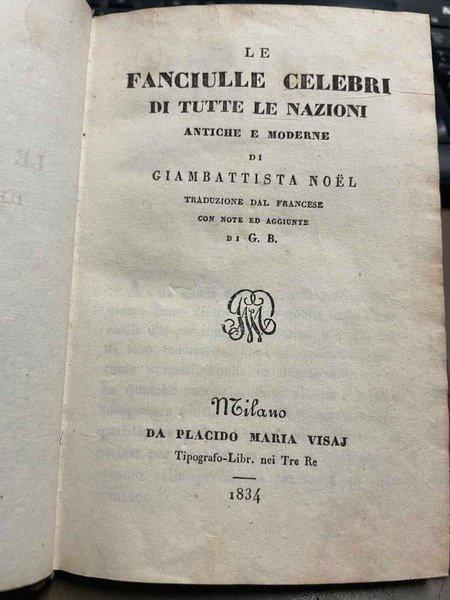 LE
FANCIULLE CELEBRI
DI TUTTE LE NAZIONI
ANTICHE E MODERNE
DI
GIAMBATTISTA NOËL
TRADUZIONE DAL FRANCESE
CON NOTE ED AGGIUNTE
DI G. B.
Milano
DA PLACIDO MARIA VISAJ
Tipografo-Libr. nei Tre Re
1834